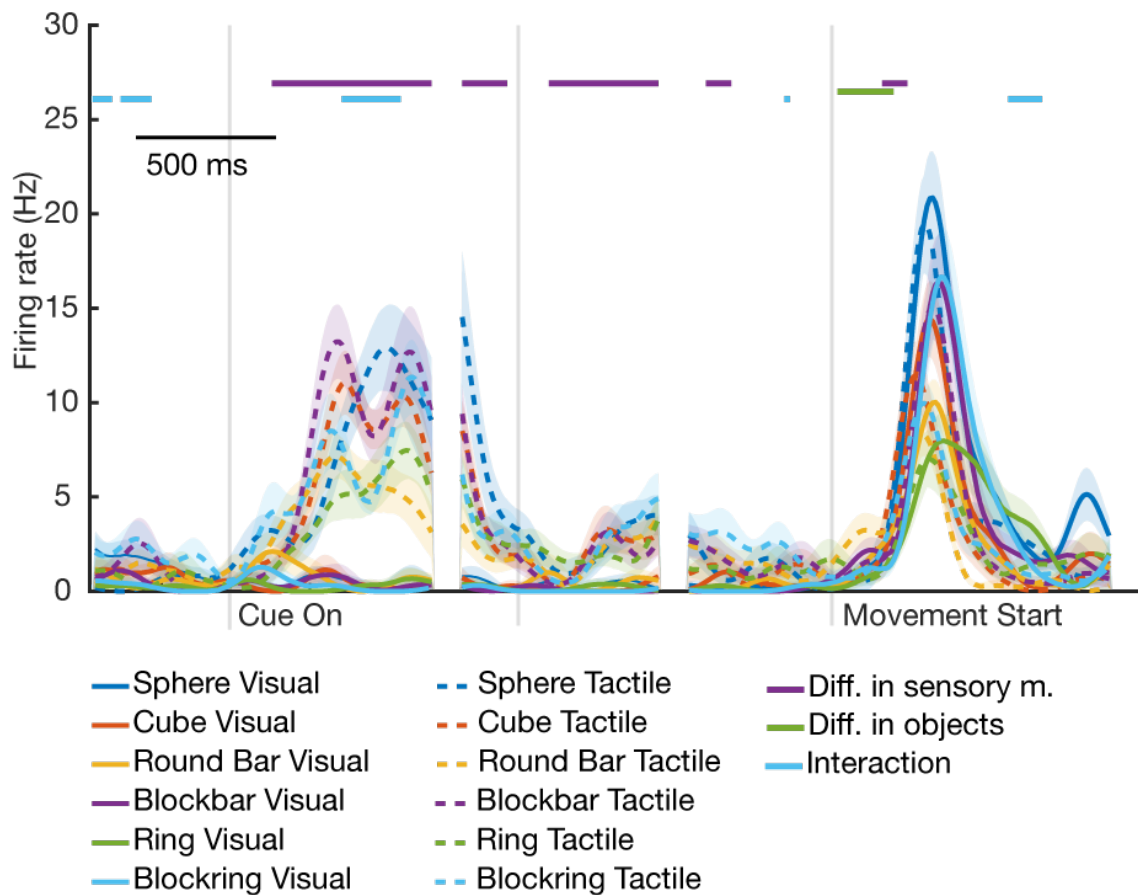 30
25
500 ms
20
Firing rate (Hz)
15
10
5
0
Cue On
Movement Start
Sphere Visual
Sphere Tactile
Diff. in sensory m.
Cube Visual
Cube Tactile
Diff. in objects
Round Bar Visual
Round Bar Tactile
Interaction
Blockbar Visual
Blockbar Tactile
Ring Visual
Ring Tactile
Blockring Visual
Blockring Tactile